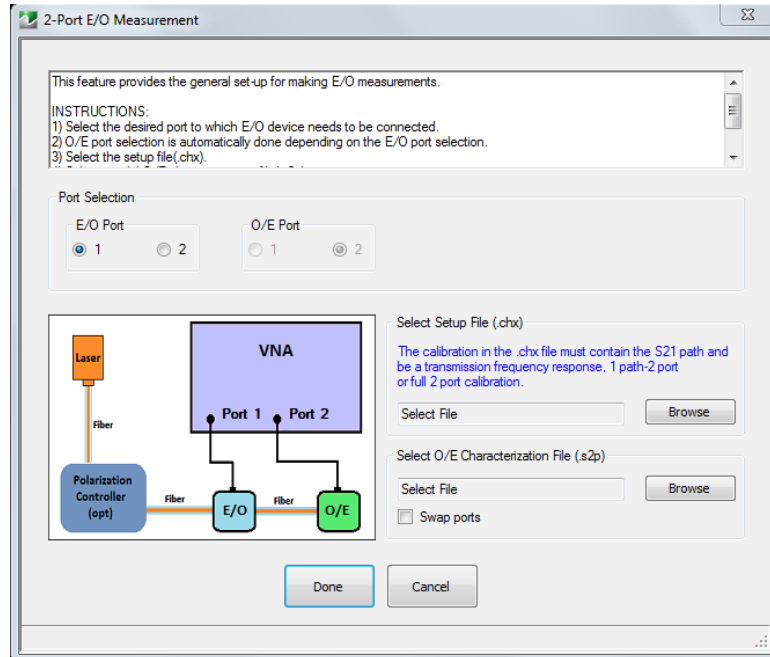 2-Port E/O Measurement
This feature provides the general set-up for making E/O measurements.
INSTRUCTIONS:
1) Select the desired port to which E/O device needs to be connected.
2) O/E port selection is automatically done depending on the E/O port selection.
3) Select the setup file(.chx).
Port Selection
E/O Port
O/E Port
1
2
1
2
Laser
Fiber
VNA
Port 1
Port 2
Polarization
Controller
(opt)
Fiber
E/O
Fiber
O/E
Select Setup File (.chx)
The calibration in the .chx file must contain the S21 path and
be a transmission frequency response, 1 path-2 port
or full 2 port calibration.
Select File
Browse
Select O/E Characterization File (.s2p)
Select File
Browse
Swap ports
Done
Cancel